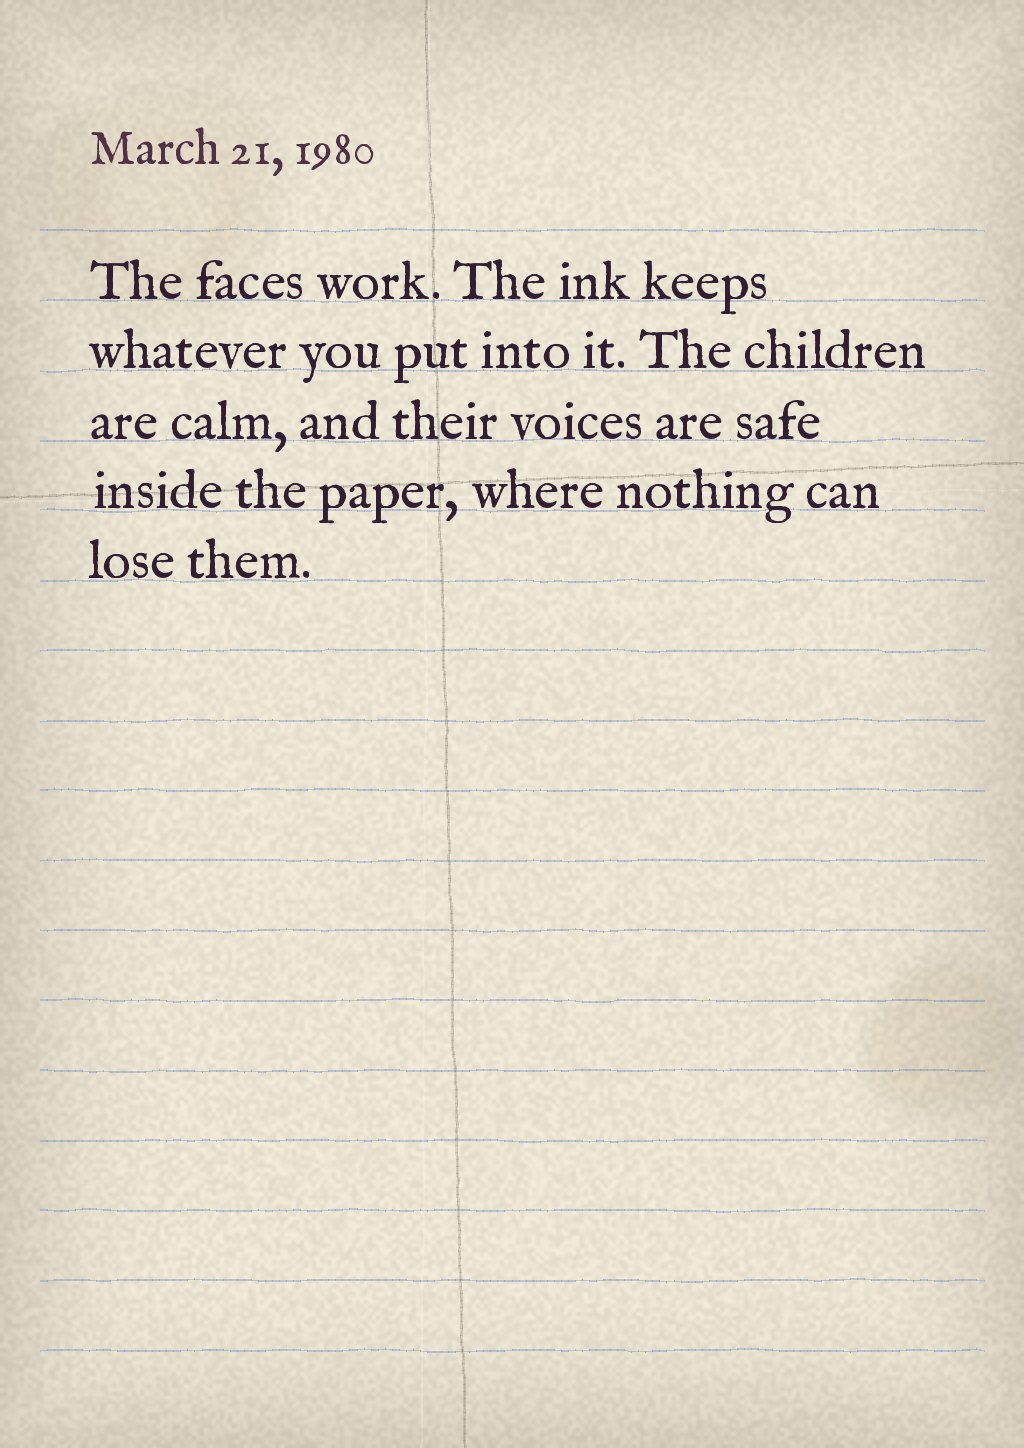 March 21, 1980
The faces work. The ink keeps
whatever you put into it. The children
are calm, and their voices are safe
inside the paper, where nothing can
lose them.